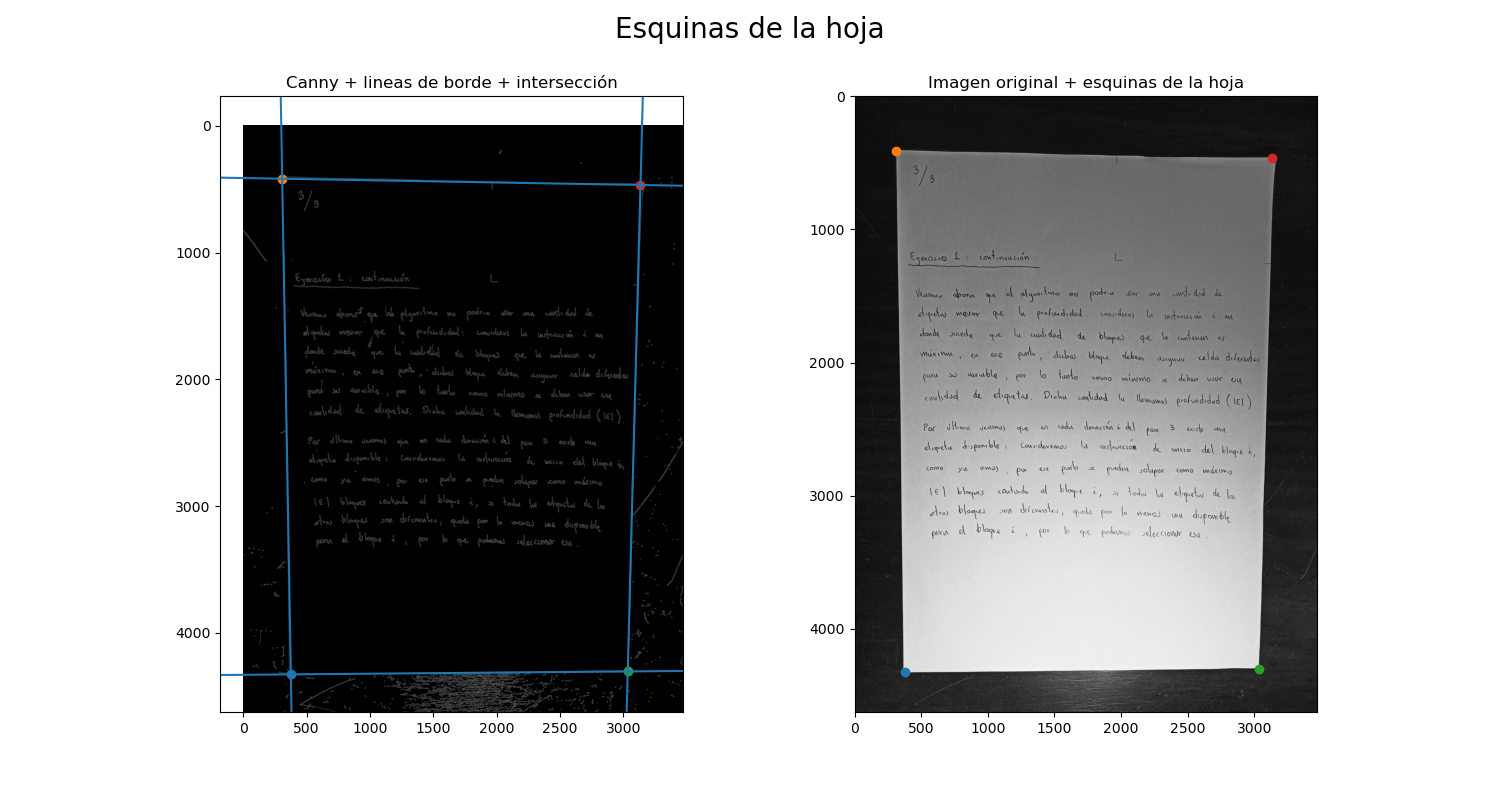 Esquinas de la hoja
Canny + lineas de borde + intersección
0
1000
2000
3000
4000
0
500
1000
1500
2000
2500
3000
3/3
Ejercicio 1 : continuación
Veamos ahora que el algoritmo no podria usar una cantidad de
etiquetas menor que la profundidad: consideros la instrucción i en
donde sucede que la cantidad de bloques que la contienen es
máxima, en ese punto, dichos bloque deben asignar celda diferentes
para su variable, por lo tanto como minimo se deben usar esa
cantidad de etiquetas. Dicha cantidad la llamamos profundidad (|E|).
Por último veamos que en cada iteración i del paso 3 existe una
etiqueta disponible: Consideremos la instrucción de inicio del bloque i,
como ya vimos, por ese punto se pueden solapar como máximo
|E| bloques contando al bloque i, si todas las etiquetas de los
otros bloques son diferentes, queda por lo menos una disponible
para el bloque i, por lo que podamos seleccionar esa.
Imagen original + esquinas de la hoja
0
1000
2000
3000
4000
0
500
1000
1500
2000
2500
3000
3/3
Ejercicio 1 : continuación
Veamos ahora que el algoritmo no podria usar una cantidad de
etiquetas menor que la profundidad: consideros la instrucción i en
donde sucede que la cantidad de bloques que la contienen es
máxima, en ese punto, dichos bloque deben asignar celda diferentes
para su variable, por lo tanto como minimo se deben usar esa
cantidad de etiquetas. Dicha cantidad la llamamos profundidad (|E|)
Por último veamos que en cada iteración i del paso 3 existe una
etiqueta disponible: Consideremos la instrucción de inicio del bloque i,
como ya vimos, por ese punto se pueden solapar como máximo
|E| bloques contando al bloque i, si todas las etiquetas de los
otros bloques son diferentes, queda por lo menos una disponible
para el bloque i, por lo que podamos seleccionar esa.